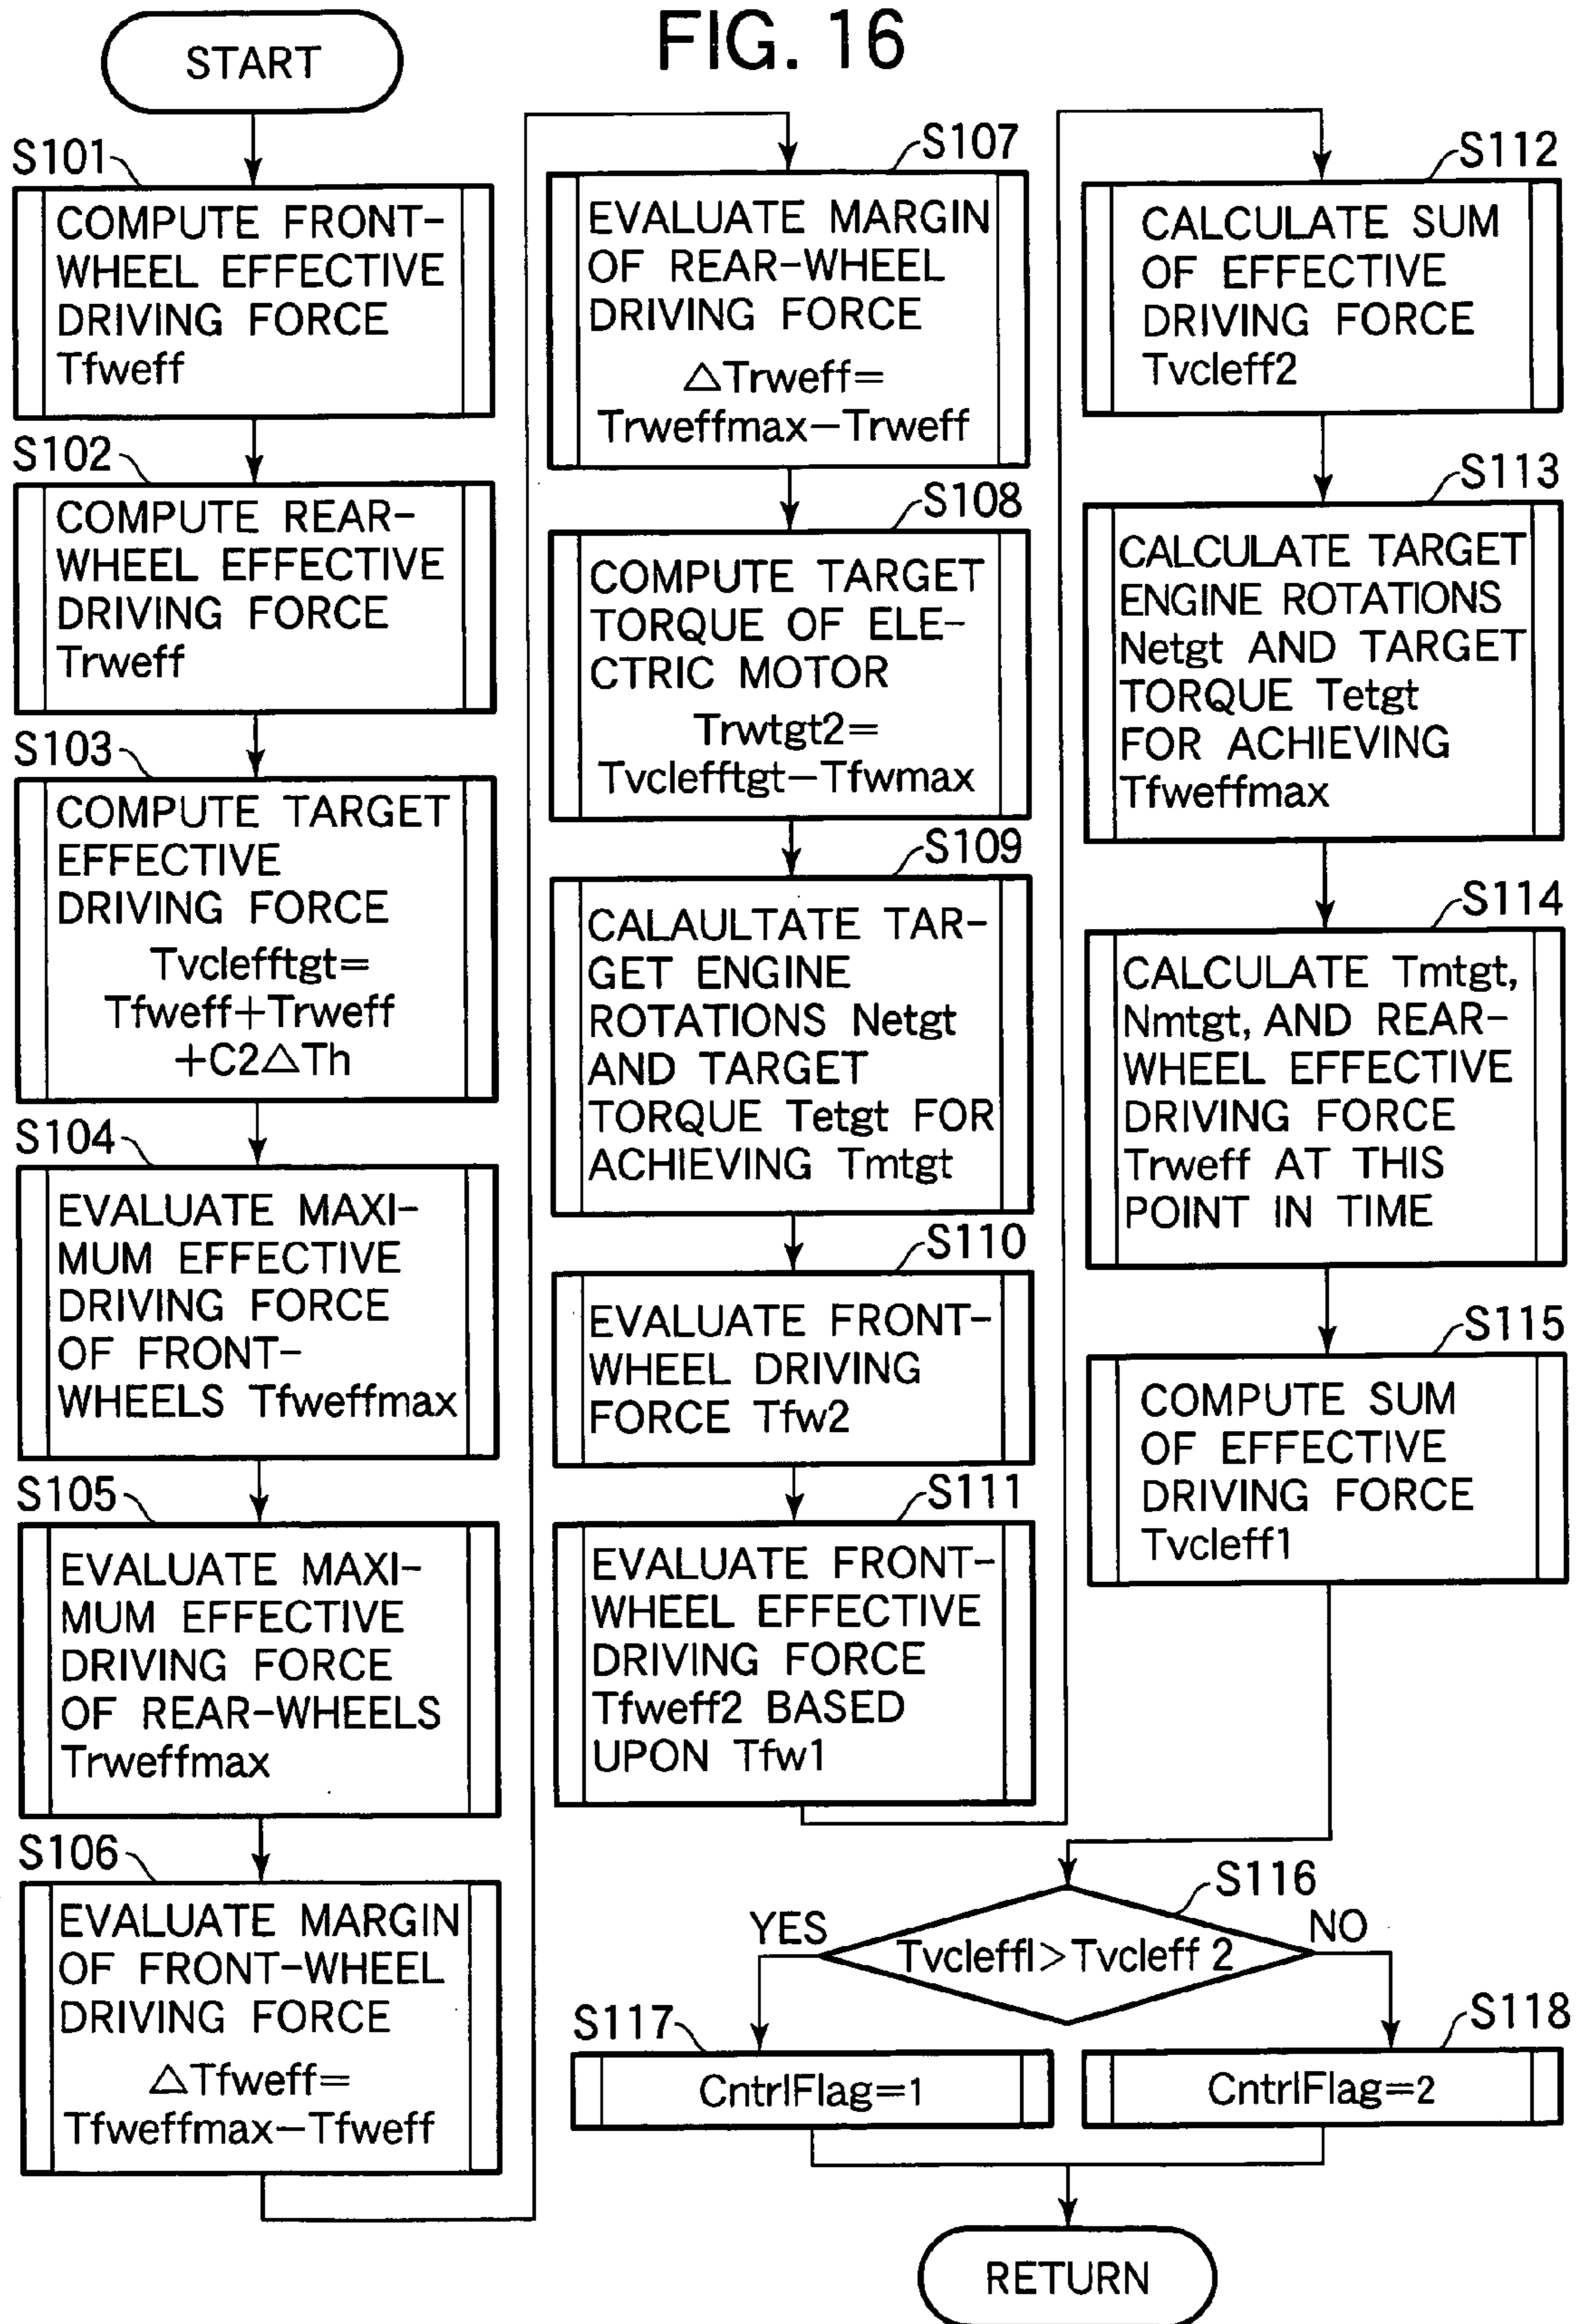 FIG. 16
START
S101
COMPUTE FRONT-
WHEEL EFFECTIVE
DRIVING FORCE
Tfweff
S102
COMPUTE REAR-
WHEEL EFFECTIVE
DRIVING FORCE
Trweff
S103
COMPUTE TARGET
EFFECTIVE
DRIVING FORCE
Tvclefftgt=
Tfweff+Trweff
+C2△Th
S104
EVALUATE MAXI-
MUM EFFECTIVE
DRIVING FORCE
OF FRONT-
WHEELS Tfweffmax
S105
EVALUATE MAXI-
MUM EFFECTIVE
DRIVING FORCE
OF REAR-WHEELS
Trweffmax
S106
EVALUATE MARGIN
OF FRONT-WHEEL
DRIVING FORCE
△Tfweff=
Tfweffmax-Tfweff
S107
EVALUATE MARGIN
OF REAR-WHEEL
DRIVING FORCE
△Trweff=
Trweffmax-Trweff
S108
COMPUTE TARGET
TORQUE OF ELE-
CTRIC MOTOR
Trwtgt2=
Tvclefftgt-Tfwmax
S109
CALAULTATE TAR-
GET ENGINE
ROTATIONS Netgt
AND TARGET
TORQUE Tetgt FOR
ACHIEVING Tmtgt
S110
EVALUATE FRONT-
WHEEL DRIVING
FORCE Tfw2
S111
EVALUATE FRONT-
WHEEL EFFECTIVE
DRIVING FORCE
Tfweff2 BASED
UPON Tfw1
S112
CALCULATE SUM
OF EFFECTIVE
DRIVING FORCE
Tvcleff2
S113
CALCULATE TARGET
ENGINE ROTATIONS
Netgt AND TARGET
TORQUE Tetgt
FOR ACHIEVING
Tfweffmax
S114
CALCULATE Tmtgt,
Nmtgt, AND REAR-
WHEEL EFFECTIVE
DRIVING FORCE
Trweff AT THIS
POINT IN TIME
S115
COMPUTE SUM
OF EFFECTIVE
DRIVING FORCE
Tvcleff1
S116
YES
Tvcleffl>Tvcleff 2
NO
S117
CntrlFlag=1
S118
CntrlFlag=2
RETURN